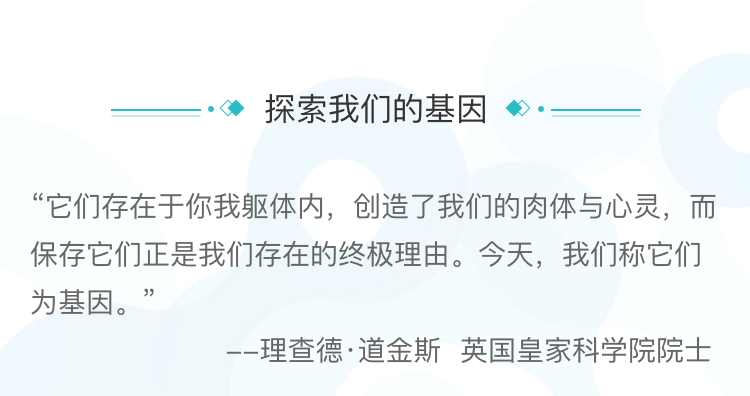 探索我们的基因
“它们存在于你我躯体内，创造了我们的肉体与心灵，而
保存它们正是我们存在的终极理由。今天，我们称它们
为基因。”
--理查德·道金斯 英国皇家科学院院士